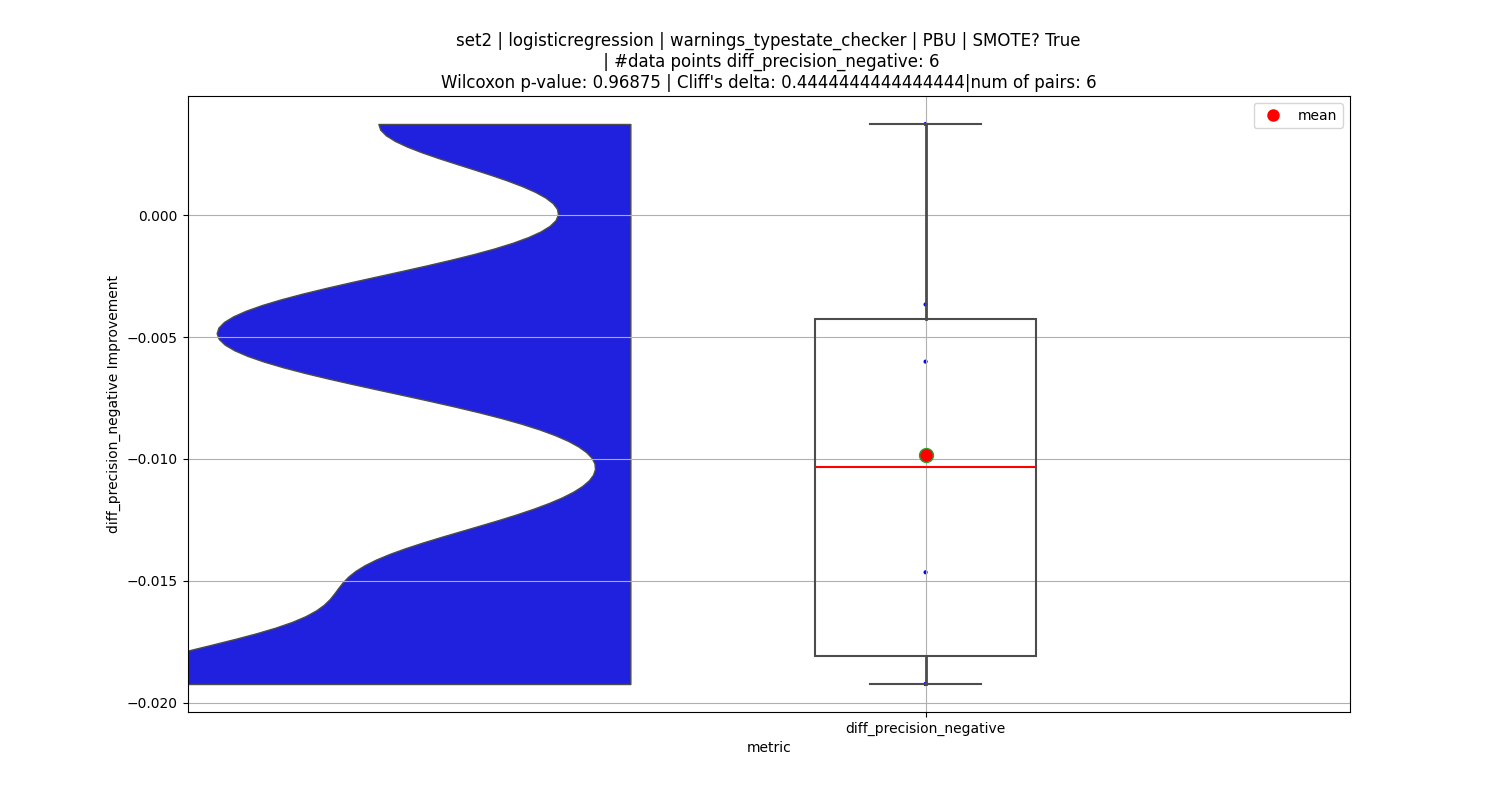 set2 | logisticregression | warnings_typestate_checker | PBU | SMOTE? True
| #data points diff_precision_negative: 6
Wilcoxon p-value: 0.96875 | Cliff's delta: 0.4444444444444444|num of pairs: 6
mean
0.000
−0.005
−0.010
−0.015
−0.020
diff_precision_negative Improvement
diff_precision_negative
metric